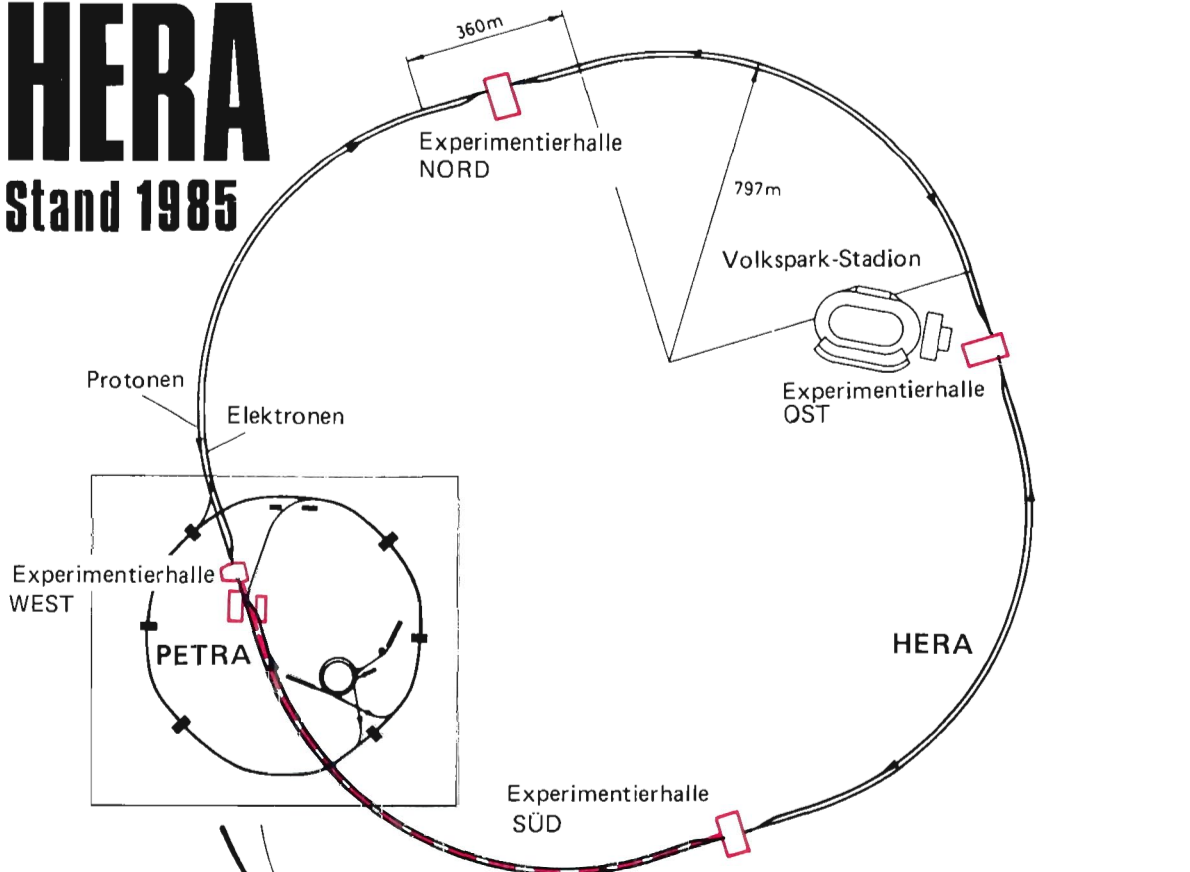 HERA
Stand 1985
360m
Experimentierhalle
NORD
797m
Volkspark-Stadion
Protonen
Elektronen
Experimentierhalle
OST
Experimentierhalle
WEST
PETRA
HERA
Experimentierhalle
SÜD